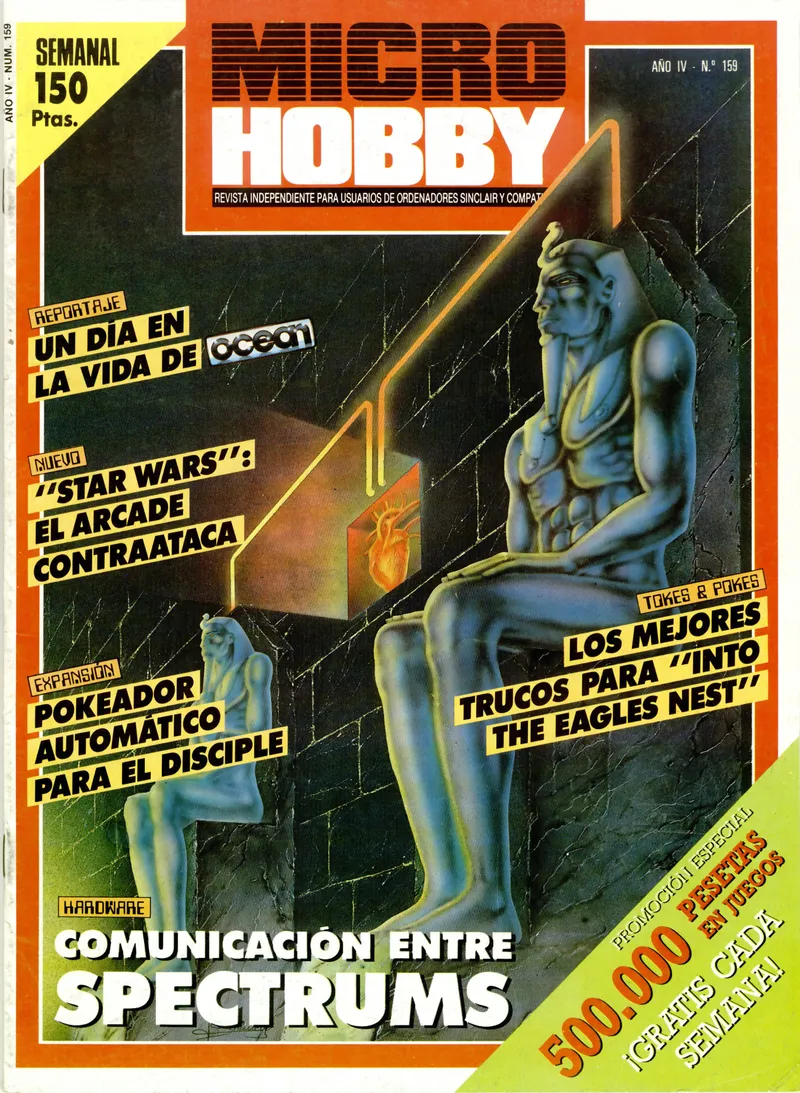 AÑO IV - NUM. 159
SEMANAL
150
Ptas.
MICRO
HOBBY
AÑO IV - N.º 159
REVISTA INDEPENDIENTE PARA USUARIOS DE ORDENADORES SINCLAIR Y COMPAT
REPORTAJE
UN DÍA EN
LA VIDA DE ocean
NUEVO
"STAR WARS":
EL ARCADE
CONTRAATACA
TOKES & POKES
LOS MEJORES
TRUCOS PARA "INTO
THE EAGLES NEST"
EXPANSIÓN
POKEADOR
AUTOMÁTICO
PARA EL DISCIPLE
HARDWARE
COMUNICACIÓN ENTRE
SPECTRUMS
PROMOCIÓN ESPECIAL
500.000 PESETAS
EN JUEGOS
¡GRATIS CADA
SEMANA!